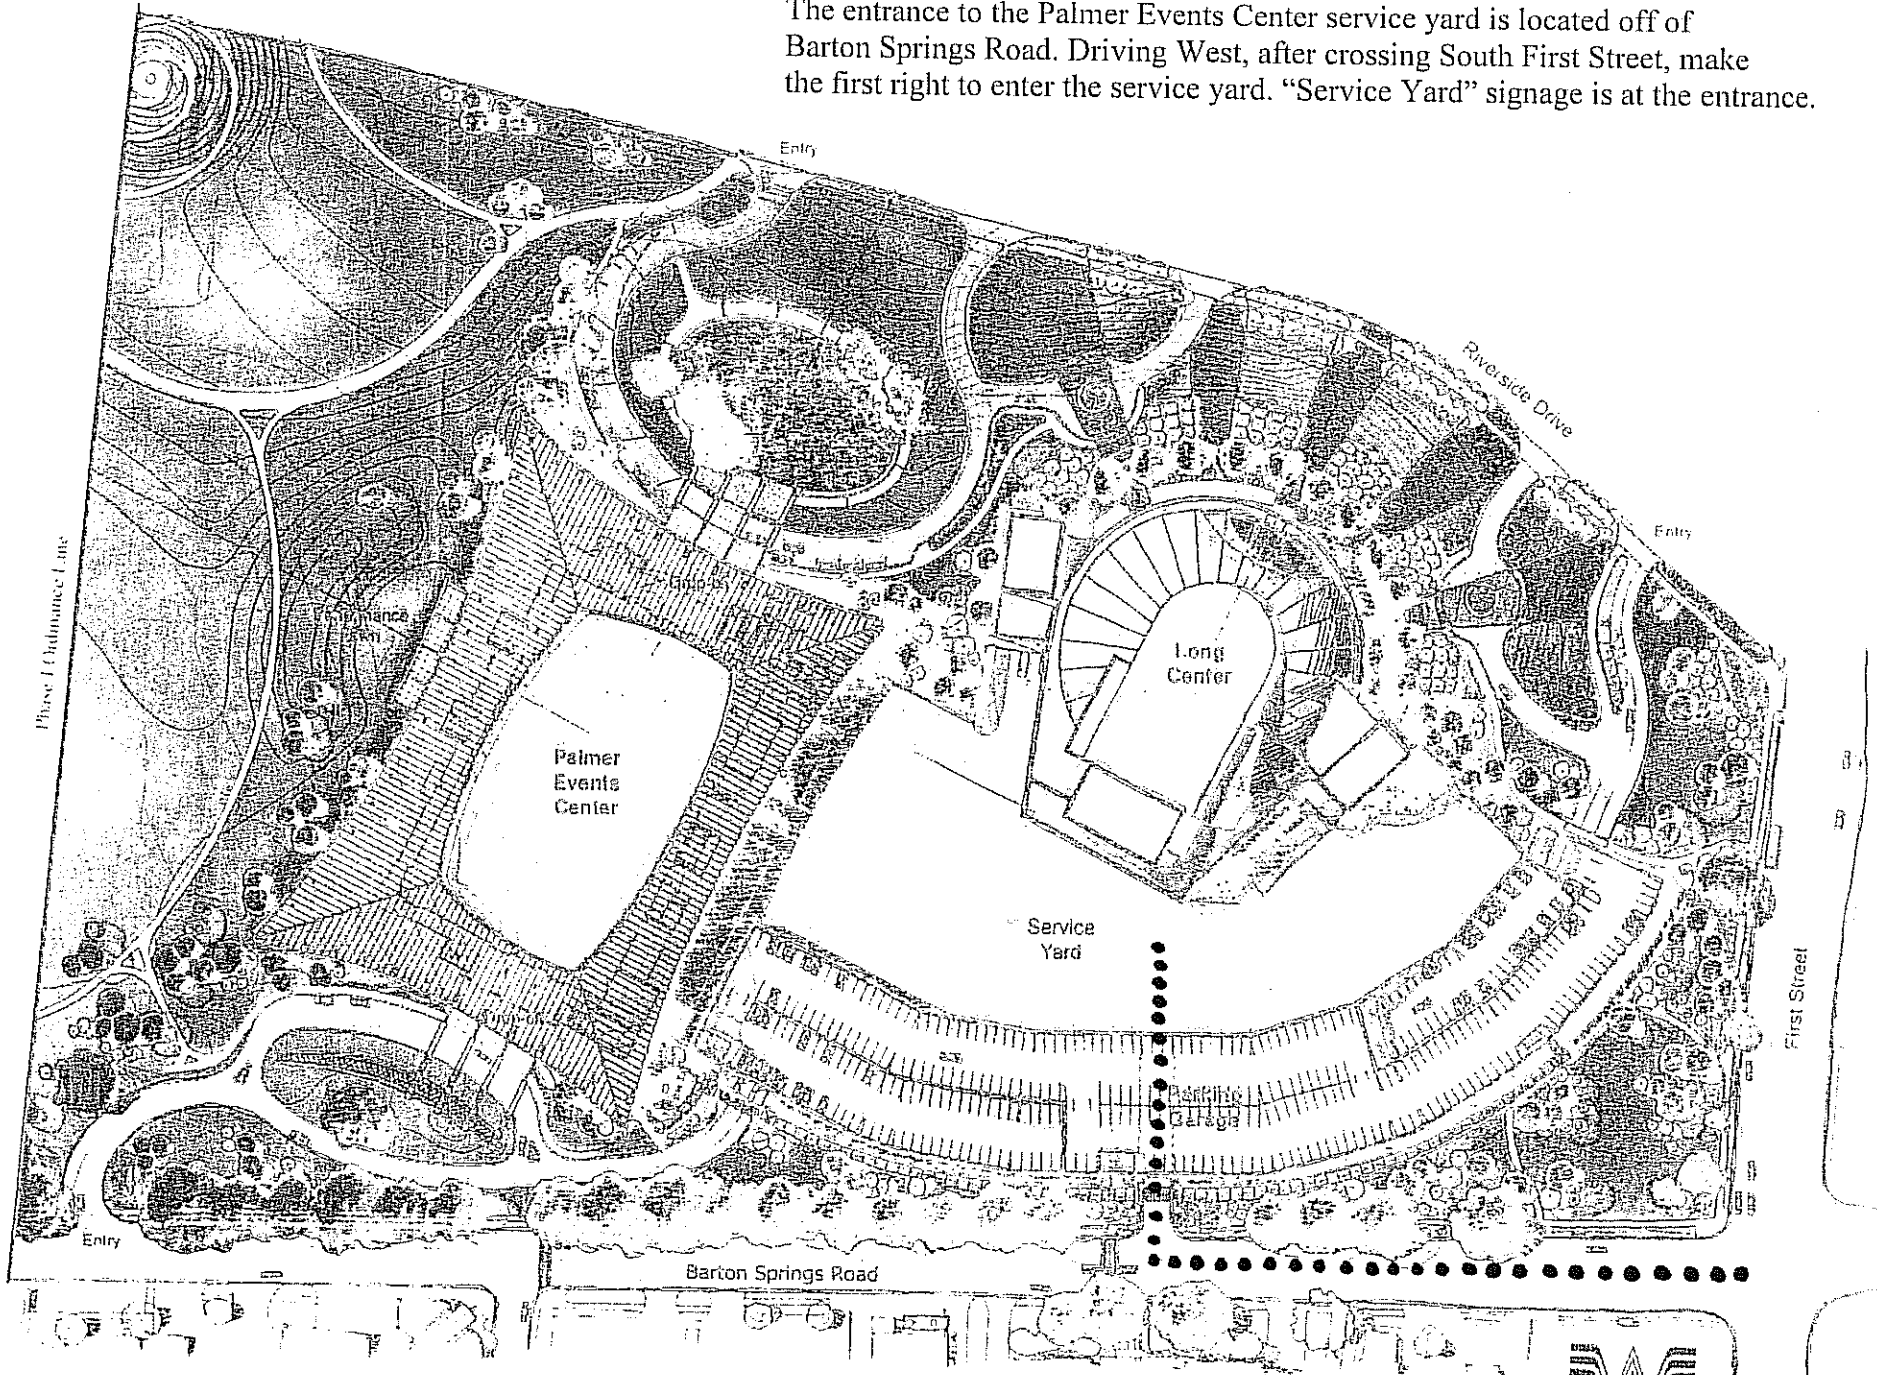 The entrance to the Palmer Events Center service yard is located off of
Barton Springs Road. Driving West, after crossing South First Street, make
the first right to enter the service yard. “Service Yard” signage is at the entrance.
Entry
Riverside Drive
Entry
Long
Center
Palmer
Events
Center
Service
Yard
First Street
Parking
Garage
Entry
Barton Springs Road